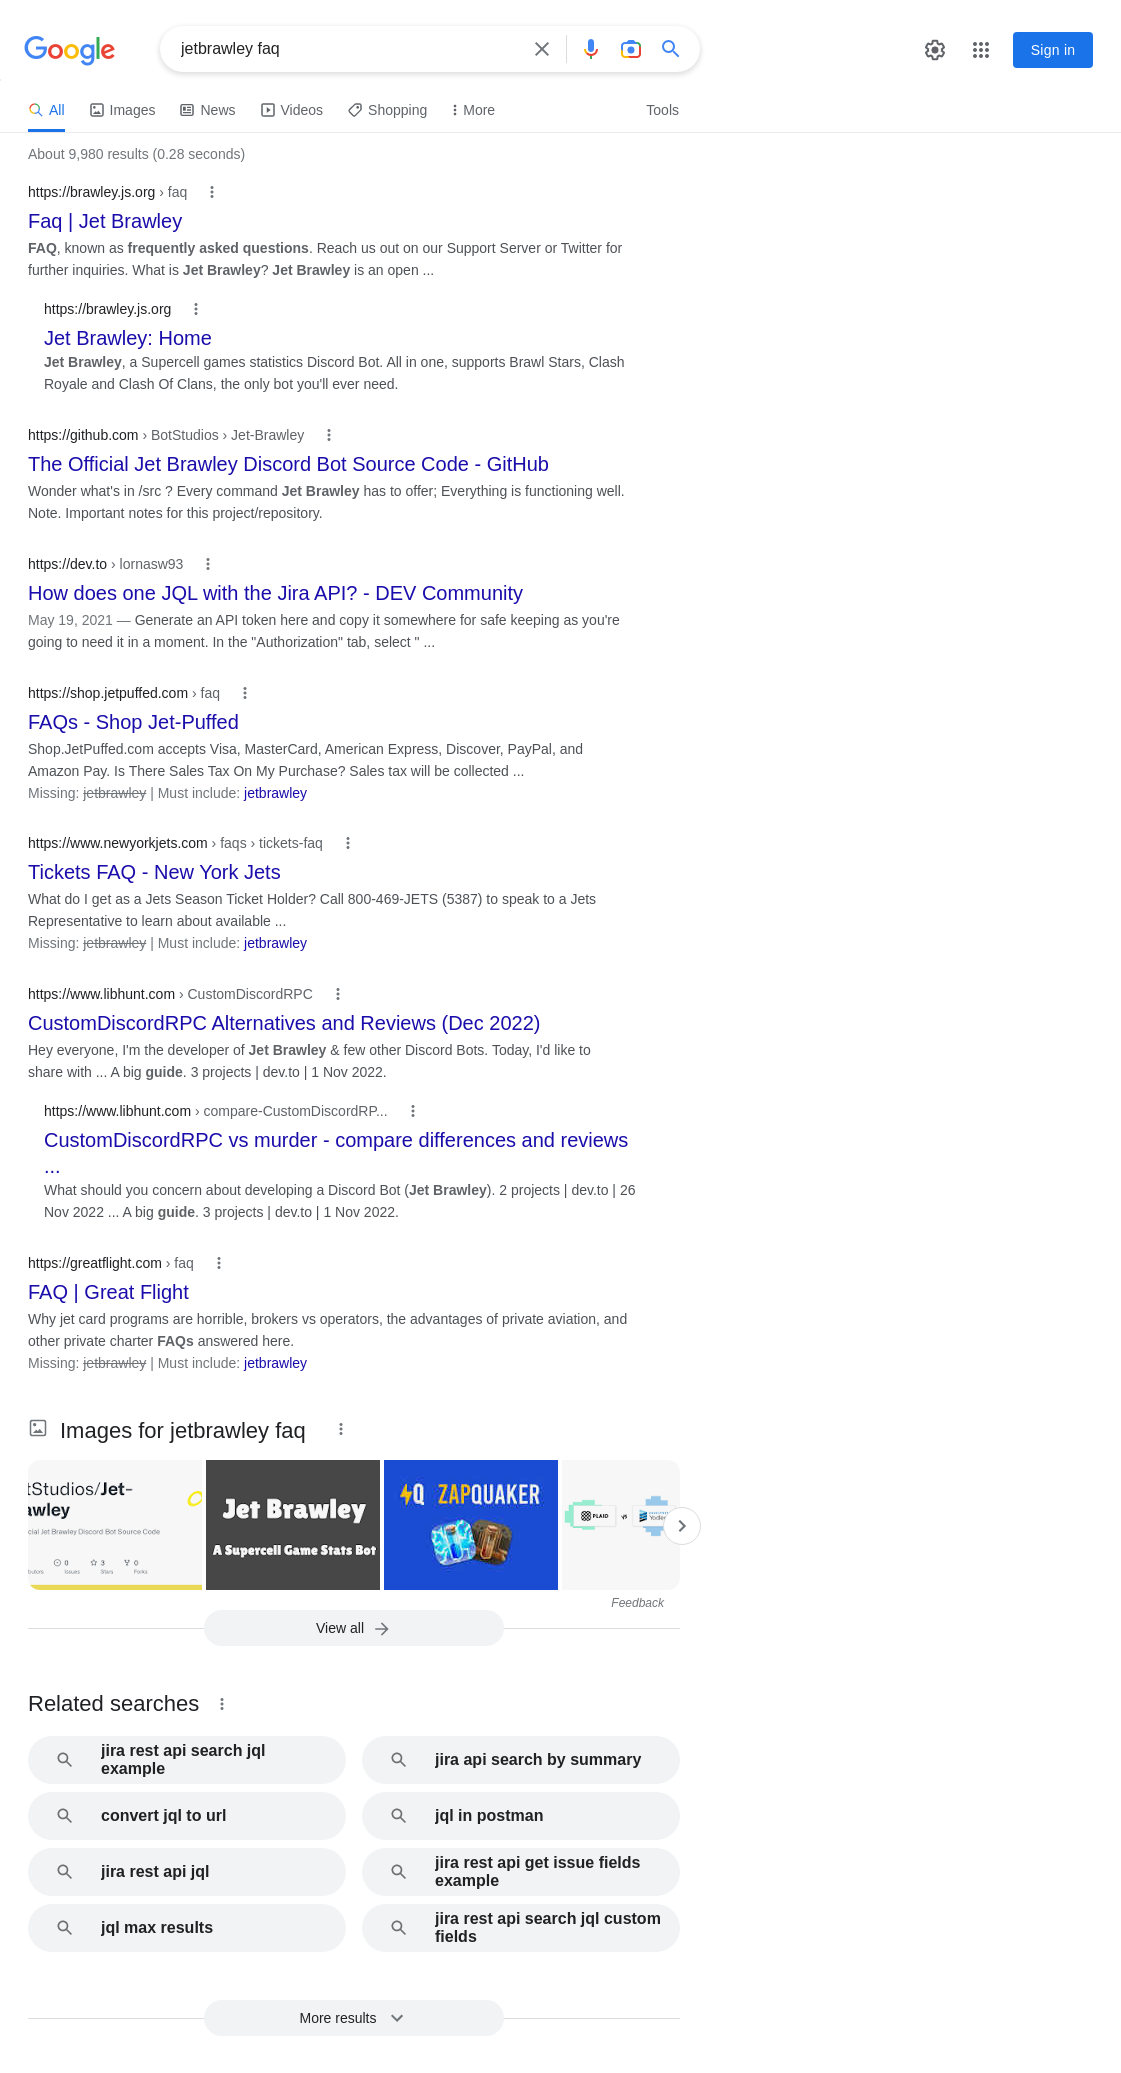 Google
jetbrawley faq
Sign in
All Images News Videos Shopping More Tools
About 9,980 results (0.28 seconds)
https://brawley.js.org › faq
Faq | Jet Brawley
FAQ, known as frequently asked questions. Reach us out on our Support Server or Twitter for
further inquiries. What is Jet Brawley? Jet Brawley is an open ...
https://brawley.js.org
Jet Brawley: Home
Jet Brawley, a Supercell games statistics Discord Bot. All in one, supports Brawl Stars, Clash
Royale and Clash Of Clans, the only bot you'll ever need.
https://github.com › BotStudios › Jet-Brawley
The Official Jet Brawley Discord Bot Source Code - GitHub
Wonder what's in /src ? Every command Jet Brawley has to offer; Everything is functioning well.
Note. Important notes for this project/repository.
https://dev.to › lornasw93
How does one JQL with the Jira API? - DEV Community
May 19, 2021 — Generate an API token here and copy it somewhere for safe keeping as you're
going to need it in a moment. In the "Authorization" tab, select " ...
https://shop.jetpuffed.com › faq
FAQs - Shop Jet-Puffed
Shop.JetPuffed.com accepts Visa, MasterCard, American Express, Discover, PayPal, and
Amazon Pay. Is There Sales Tax On My Purchase? Sales tax will be collected ...
Missing: jetbrawley | Must include: jetbrawley
https://www.newyorkjets.com › faqs › tickets-faq
Tickets FAQ - New York Jets
What do I get as a Jets Season Ticket Holder? Call 800-469-JETS (5387) to speak to a Jets
Representative to learn about available ...
Missing: jetbrawley | Must include: jetbrawley
https://www.libhunt.com › CustomDiscordRPC
CustomDiscordRPC Alternatives and Reviews (Dec 2022)
Hey everyone, I'm the developer of Jet Brawley & few other Discord Bots. Today, I'd like to
share with ... A big guide. 3 projects | dev.to | 1 Nov 2022.
https://www.libhunt.com › compare-CustomDiscordRP...
CustomDiscordRPC vs murder - compare differences and reviews
...
What should you concern about developing a Discord Bot (Jet Brawley). 2 projects | dev.to | 26
Nov 2022 ... A big guide. 3 projects | dev.to | 1 Nov 2022.
https://greatflight.com › faq
FAQ | Great Flight
Why jet card programs are horrible, brokers vs operators, the advantages of private aviation, and
other private charter FAQs answered here.
Missing: jetbrawley | Must include: jetbrawley
Images for jetbrawley faq
tStudios/Jet-
awley
cial Jet Brawley Discord Bot Source Code
0 3 0
butors Issues Stars Forks
Jet Brawley
A Supercell Game Stats Bot
Q ZAPQUAKER
PLAID vs Yodlee
Feedback
View all
Related searches
jira rest api search jql
example
jira api search by summary
convert jql to url
jql in postman
jira rest api jql
jira rest api get issue fields
example
jql max results
jira rest api search jql custom
fields
More results